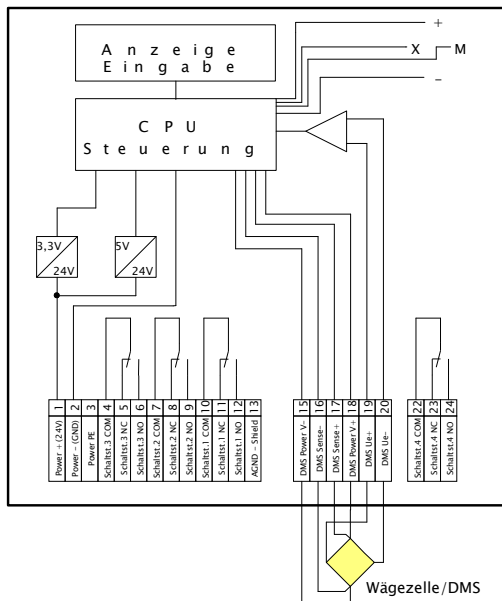 +
X M
–
Anzeige
Eingabe
CPU
Steuerung
3,3V
24V
5V
24V
1 Power + (24V)
2 Power - (GND)
3 Power PE
4 Schaltst.3 COM
5 Schaltst.3 NC
6 Schaltst.3 NO
7 Schaltst.2 COM
8 Schaltst.2 NC
9 Schaltst.2 NO
10 Schaltst.1 COM
11 Schaltst.1 NC
12 Schaltst.1 NO
13 AGND - Shield
15 DMS Power V-
16 DMS Sense-
17 DMS Sense+
18 DMS Power V+
19 DMS Ue+
20 DMS Ue-
22 Schaltst.4 COM
23 Schaltst.4 NC
24 Schaltst.4 NO
Wägezelle/DMS